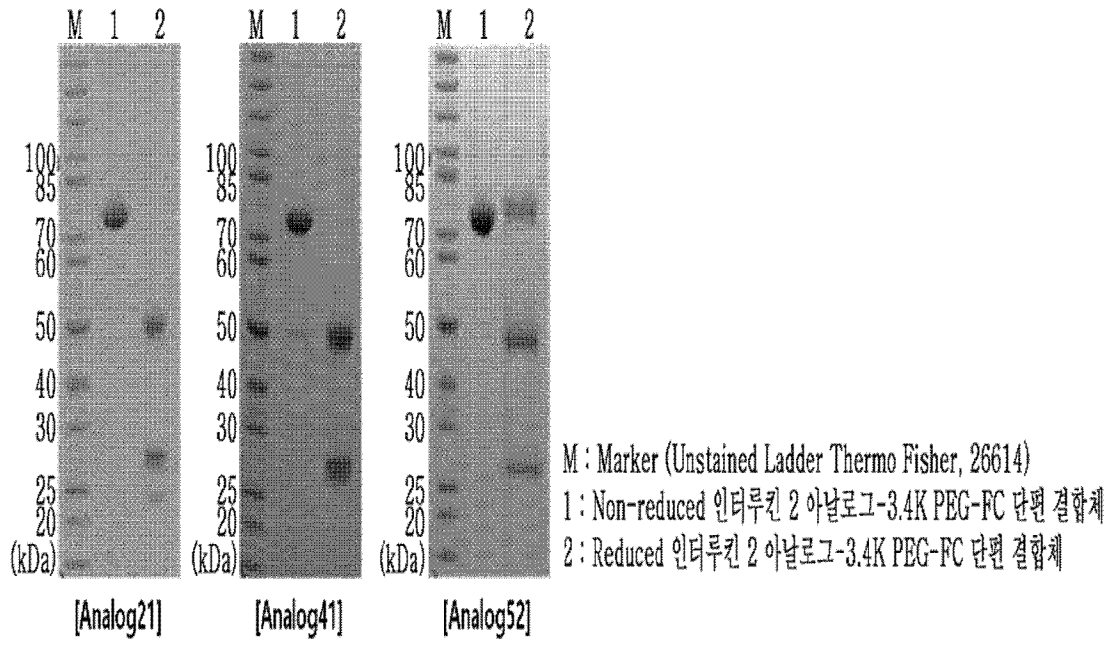 M 1 2 M 1 2 M 1 2
100 100 100
85 85 85
70 70 70
60 60 60
50 50 50
40 40 40
30 30 30
25 25 25
20 20 20
(kDa) (kDa) (kDa)
[Analog21] [Analog41] [Analog52]
M : Marker (Unstained Ladder Thermo Fisher, 26614)
1 : Non-reduced 인터루킨 2 아날로그-3.4K PEG-FC 단편 결합체
2 : Reduced 인터루킨 2 아날로그-3.4K PEG-FC 단편 결합체